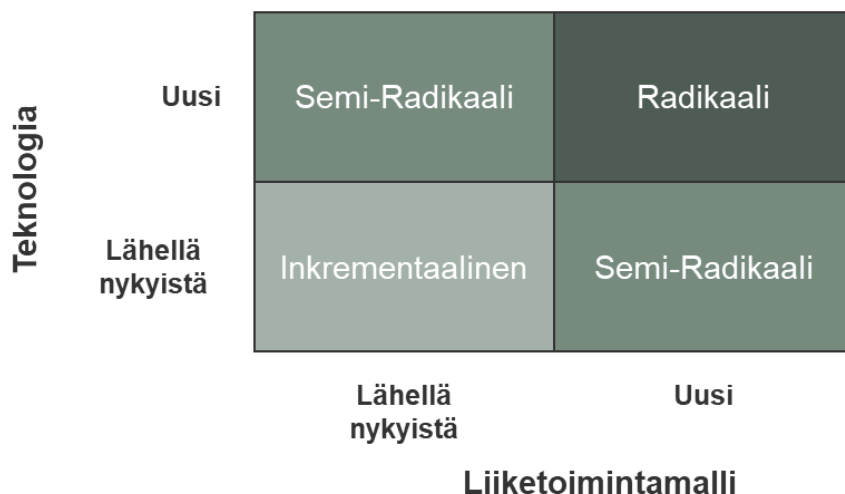 Teknologia
Uusi
Semi-Radikaali
Radikaali
Lähellä
nykyistä
Inkrementaalinen
Semi-Radikaali
Lähellä
nykyistä
Uusi
Liiketoimintamalli